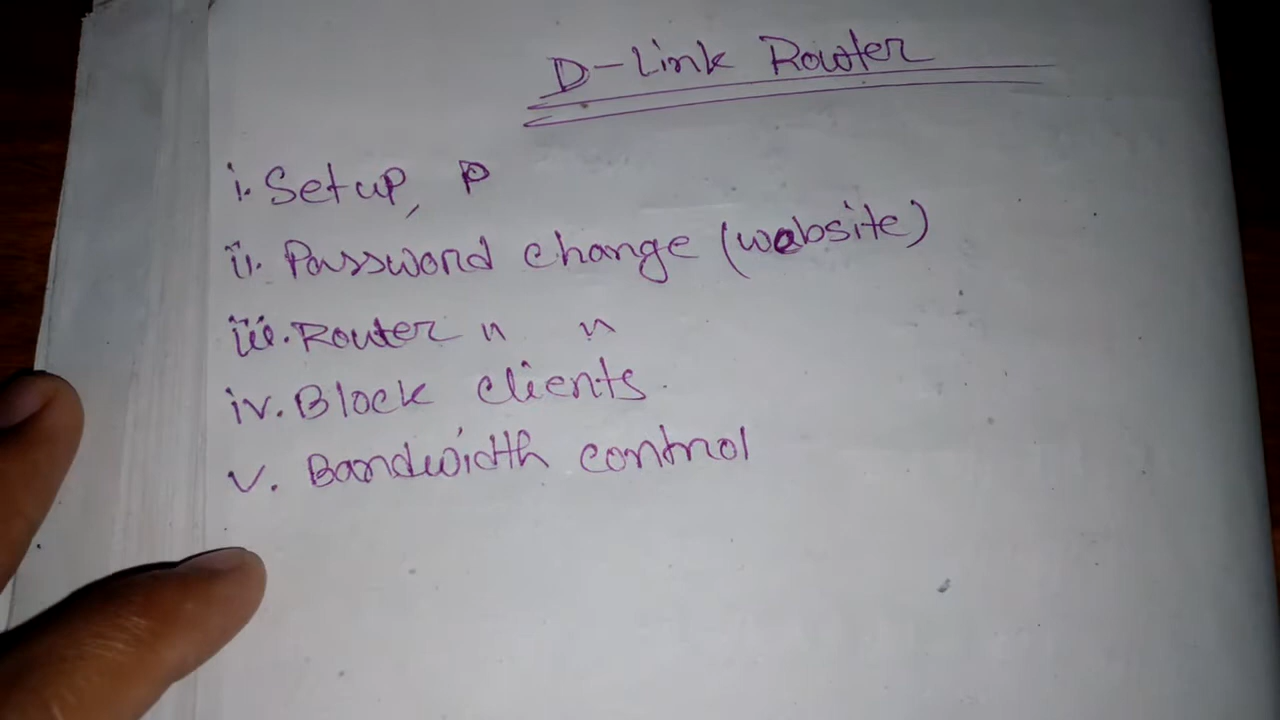 D-Link Router
i. Setup, P
ii. Password change (website)
iii. Router " "
iv. Block clients.
v. Bandwidth control